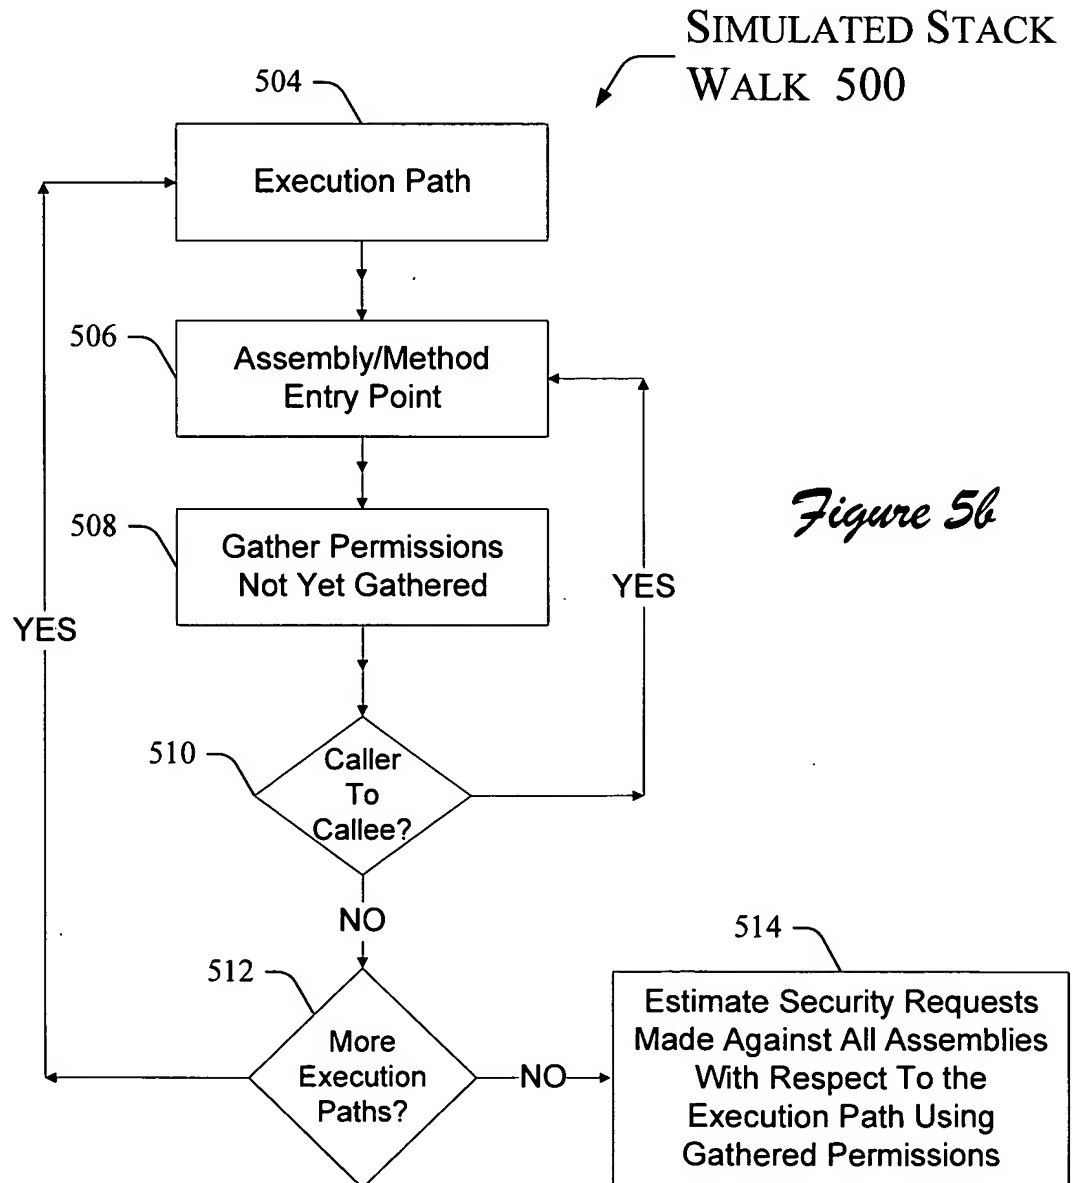 SIMULATED STACK
WALK 500
504
Execution Path
506
Assembly/Method
Entry Point
508
Gather Permissions
Not Yet Gathered
Figure 5b
YES
YES
510
Caller
To
Callee?
NO
512
More
Execution
Paths?
NO
514
Estimate Security Requests
Made Against All Assemblies
With Respect To the
Execution Path Using
Gathered Permissions